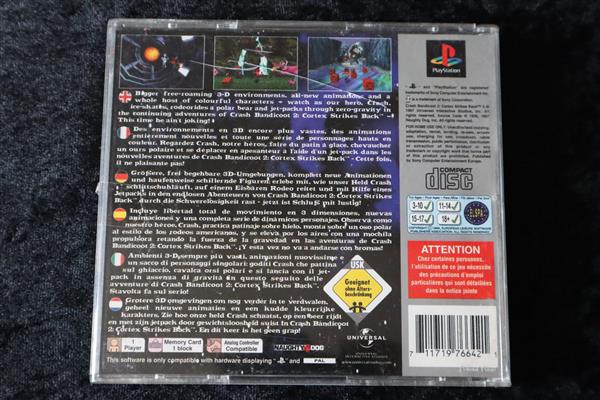 PlayStation
Bigger free-roaming 3-D environments, all-new animations and a
whole host of colourful characters - watch as our hero, Crash,
ice-skates, rodeorides a polar bear and jet-packs through zero-gravity in
the continuing adventures of Crash Bandicoot 2: Cortex Strikes Back™ -!
This time he ain't joking!
Des environnements en 3D encore plus vastes, des animations
entièrement nouvelles et toute une série de personnages hauts en
couleur. Regardez Crash, notre héros, faire du patin à glace, chevaucher
un ours polaire et se déplacer en apesanteur à l'aide d'un jet-pack dans les
nouvelles aventures de Crash Bandicoot 2: Cortex Strikes Back™ - Cette fois,
il ne plaisante pas!
Größere, frei begehbare 3D-Umgebungen, komplett neue Animationen
und haufenweise schillernde Figuren! erlebe mit, wie unser Held Crash
schlittschuhläuft, auf einem Eisbären Rodeo reitet und mit Hilfe eines
Jetpacks in den endlosen Abenteuern von Crash Bandicoot 2: Cortex Strikes
Back™ durch die Schwerelosigkeit rast - jetzt ist Schluß mit lustig!
Incluye libertad total de movimiento en 3 dimensiones, nuevas
animaciones y una completa serie de dinámicos personajes. Observa como
nuestro héroe, Crash, practica patinaje sobre hielo, monta sobre un oso polar
al estilo de los rodeos americanos, y se eleva por los aires con una mochila
propulsora retando la fuerza de la gravedad en las aventuras de Crash
Bandicoot 2: Cortex Strikes Back™. ¡Y esta vez no va a andarse con bromas!
Ambienti 3-D sempre più vasti, animazioni nuovissime e
un sacco di personaggi singolari: goditi Crash che pattina
sul ghiaccio, cavalca orsi polari e si lancia con il jet-
pack in assenza di gravità in questo seguito delle
avventure di Crash Bandicoot 2: Cortex Strikes Back™.
Stavolta fa sul serio!
Grotere 3D omgevingen om nog verder in te verdwalen,
geheel nieuwe animaties en een kudde kleurrijke
karakters. Zie hoe onze held Crash schaatst, op een beer rijdt
en met zijn jetpack door gewichtsloosheid suist in Crash Bandicoot
2: Cortex Strikes Back™. En dit keer is het geen grap!
USK
Geeignet
ohne Alters-
beschränkung
1
Player
Memory Card
1 block
Analog Controller
Compatible
NAUGHTY DOG
UNIVERSAL
This software is only compatible with hardware displaying
and
PAL
COMPACT
disc
3-10
11-14
15-17
18+
ELSPA
ATTENTION
Chez certaines personnes,
l'utilisation de ce jeu nécessite
des précautions d'emploi
particulières qui sont détaillées
dans la notice jointe
7 11719 76642 1